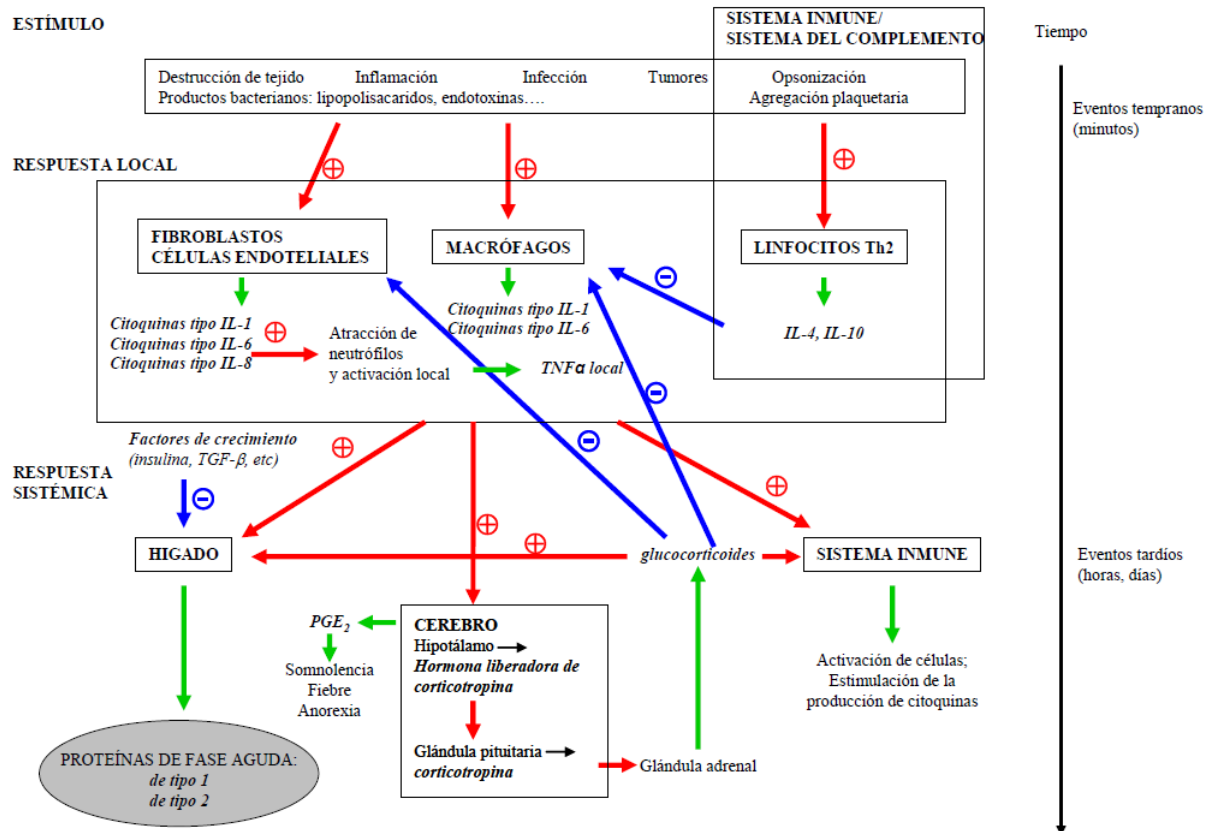 ESTÍMULO
SISTEMA INMUNE/
SISTEMA DEL COMPLEMENTO
Tiempo
Destrucción de tejido Inflamación Infección Tumores Opsonización
Productos bacterianos: lipopolisacaridos, endotoxinas…. Agregación plaquetaria
Eventos tempranos
(minutos)
RESPUESTA LOCAL
FIBROBLASTOS
CÉLULAS ENDOTELIALES
MACRÓFAGOS
LINFOCITOS Th2
Citoquinas tipo IL-1
Citoquinas tipo IL-6
Citoquinas tipo IL-8
Atracción de
neutrófilos
y activación local
Citoquinas tipo IL-1
Citoquinas tipo IL-6
TNFα local
IL-4, IL-10
Factores de crecimiento
(insulina, TGF-β, etc)
RESPUESTA
SISTÉMICA
HIGADO
glucocorticoides
SISTEMA INMUNE
Eventos tardíos
(horas, días)
PGE2
Somnolencia
Fiebre
Anorexia
CEREBRO
Hipotálamo
Hormona liberadora de
corticotropina
Glándula pituitaria
corticotropina
Glándula adrenal
Activación de células;
Estimulación de la
producción de citoquinas
PROTEÍNAS DE FASE AGUDA:
de tipo 1
de tipo 2